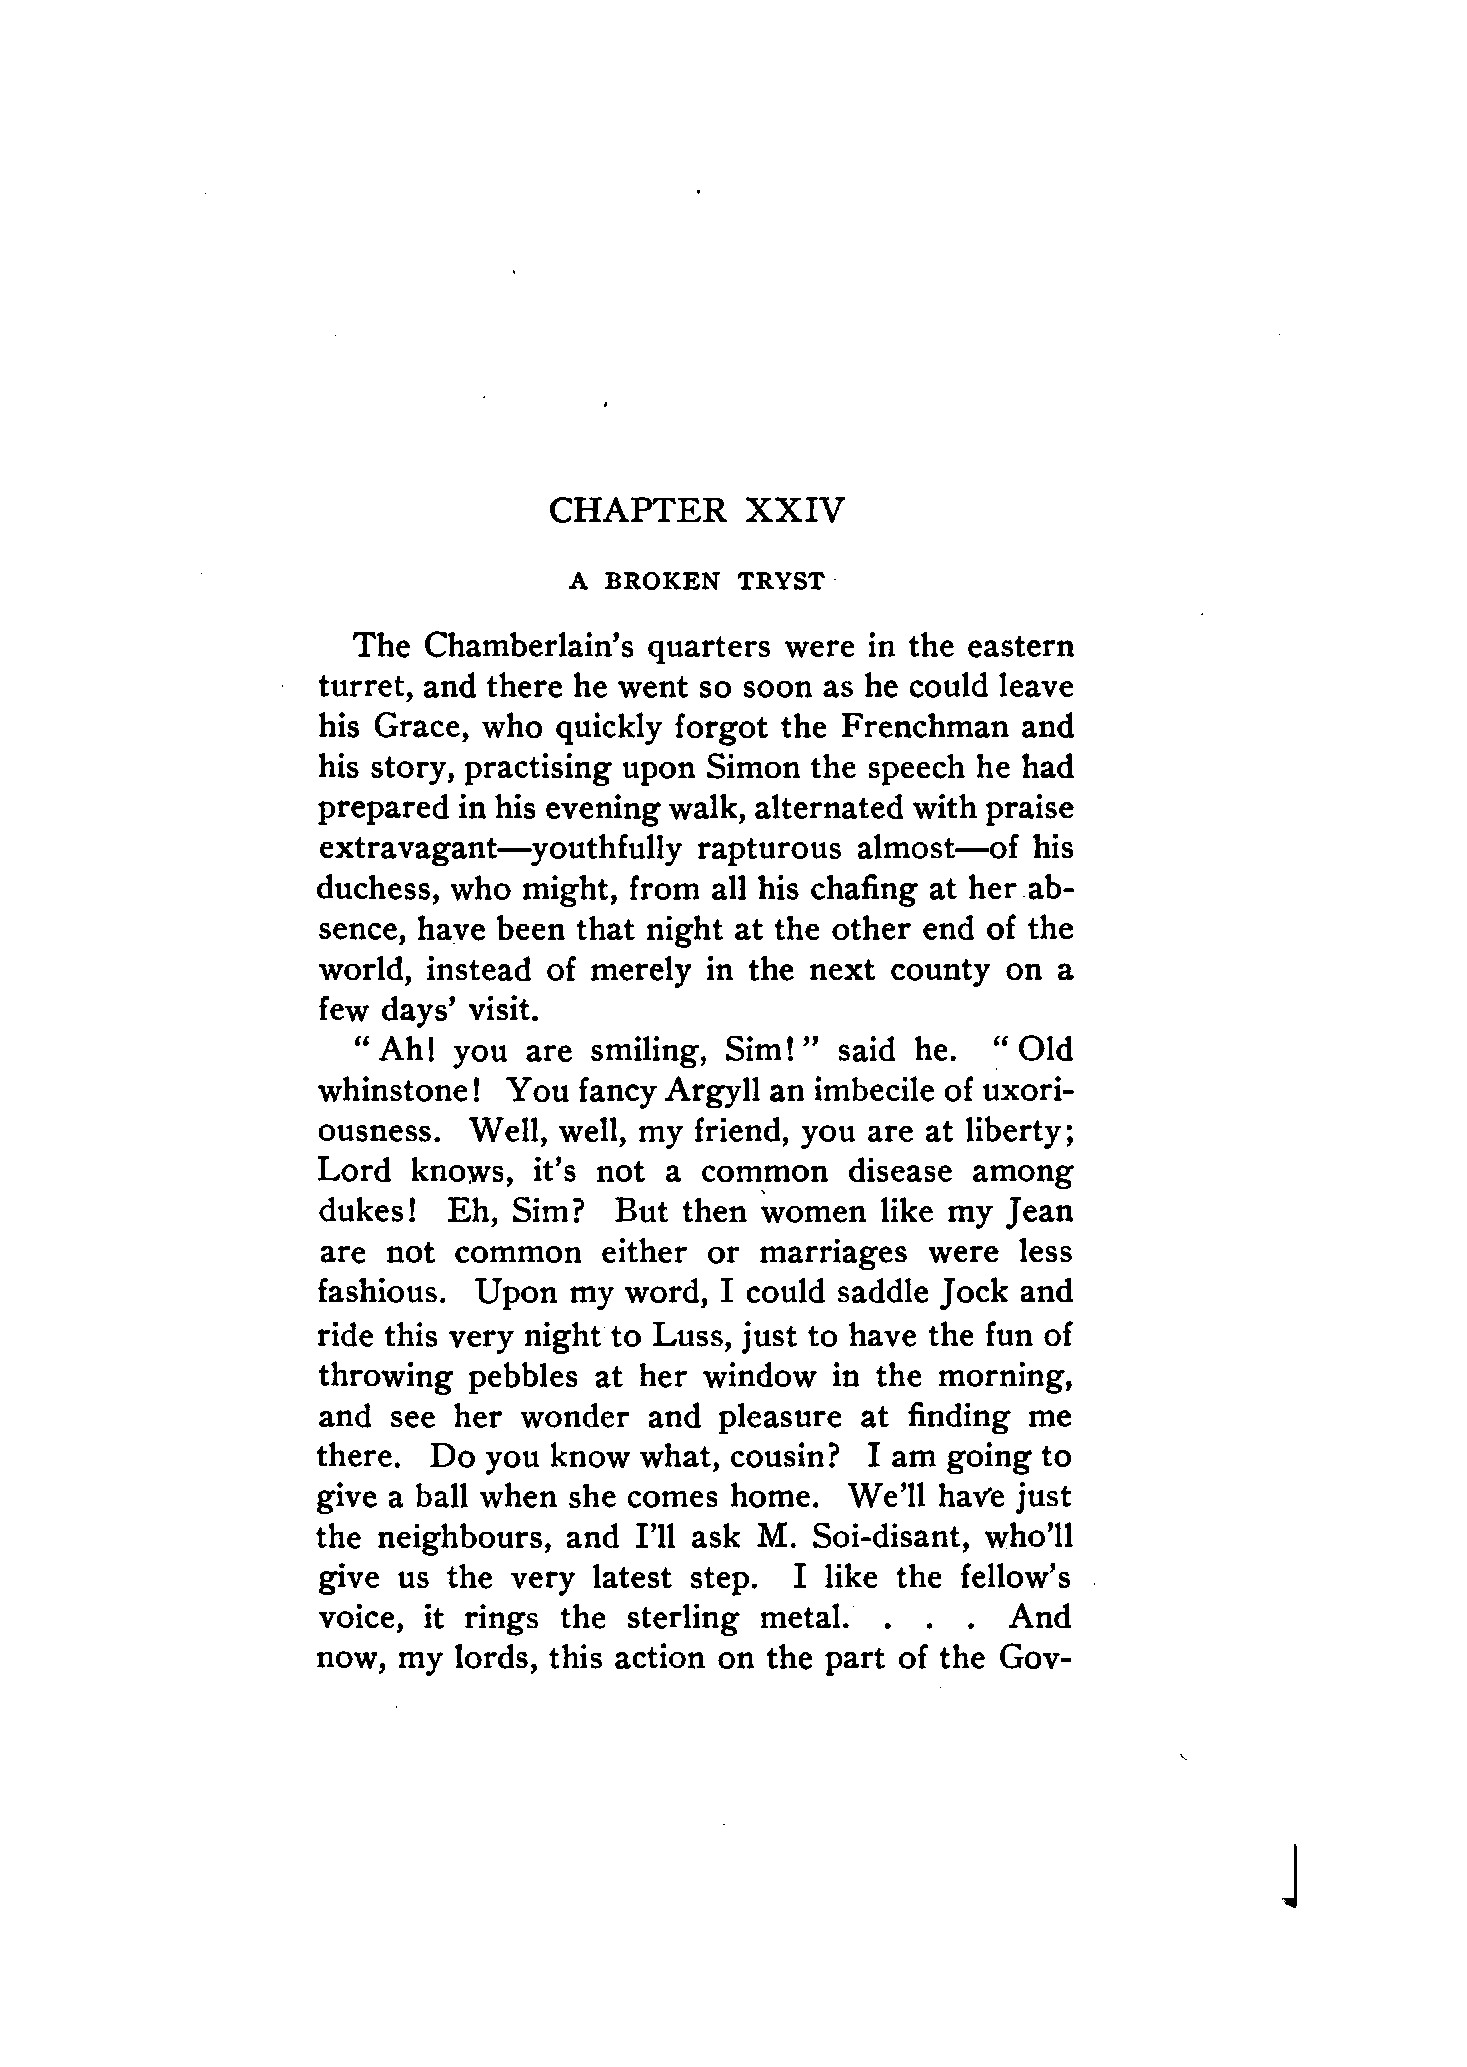 CHAPTER XXIV
A BROKEN TRYST
The Chamberlain's quarters were in the eastern
turret, and there he went so soon as he could leave
his Grace, who quickly forgot the Frenchman and
his story, practising upon Simon the speech he had
prepared in his evening walk, alternated with praise
extravagant—youthfully rapturous almost—of his
duchess, who might, from all his chafing at her ab-
sence, have been that night at the other end of the
world, instead of merely in the next county on a
few days' visit.
" Ah! you are smiling, Sim! " said he. " Old
whinstone! You fancy Argyll an imbecile of uxori-
ousness. Well, well, my friend, you are at liberty;
Lord knows, it's not a common disease among
dukes! Eh, Sim? But then women like my Jean
are not common either or marriages were less
fashious. Upon my word, I could saddle Jock and
ride this very night to Luss, just to have the fun of
throwing pebbles at her window in the morning,
and see her wonder and pleasure at finding me
there. Do you know what, cousin? I am going to
give a ball when she comes home. We'll have just
the neighbours, and I'll ask M. Soi-disant, who'll
give us the very latest step. I like the fellow's
voice, it rings the sterling metal. . . . And
now, my lords, this action on the part of the Gov-